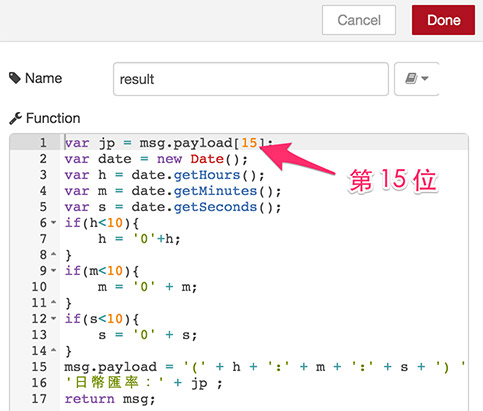 Cancel Done
Name result
Function
1 var jp = msg.payload[15];
2 var date = new Date();
3 var h = date.getHours();
4 var m = date.getMinutes();
5 var s = date.getSeconds();
第 15 位
6 if(h<10){
7 h = '0'+h;
8 }
9 if(m<10){
10 m = '0' + m;
11 }
12 if(s<10){
13 s = '0' + s;
14 }
15 msg.payload = '(' + h + ':' + m + ':' + s + ') '
16 '日幣匯率：' + jp ;
17 return msg;